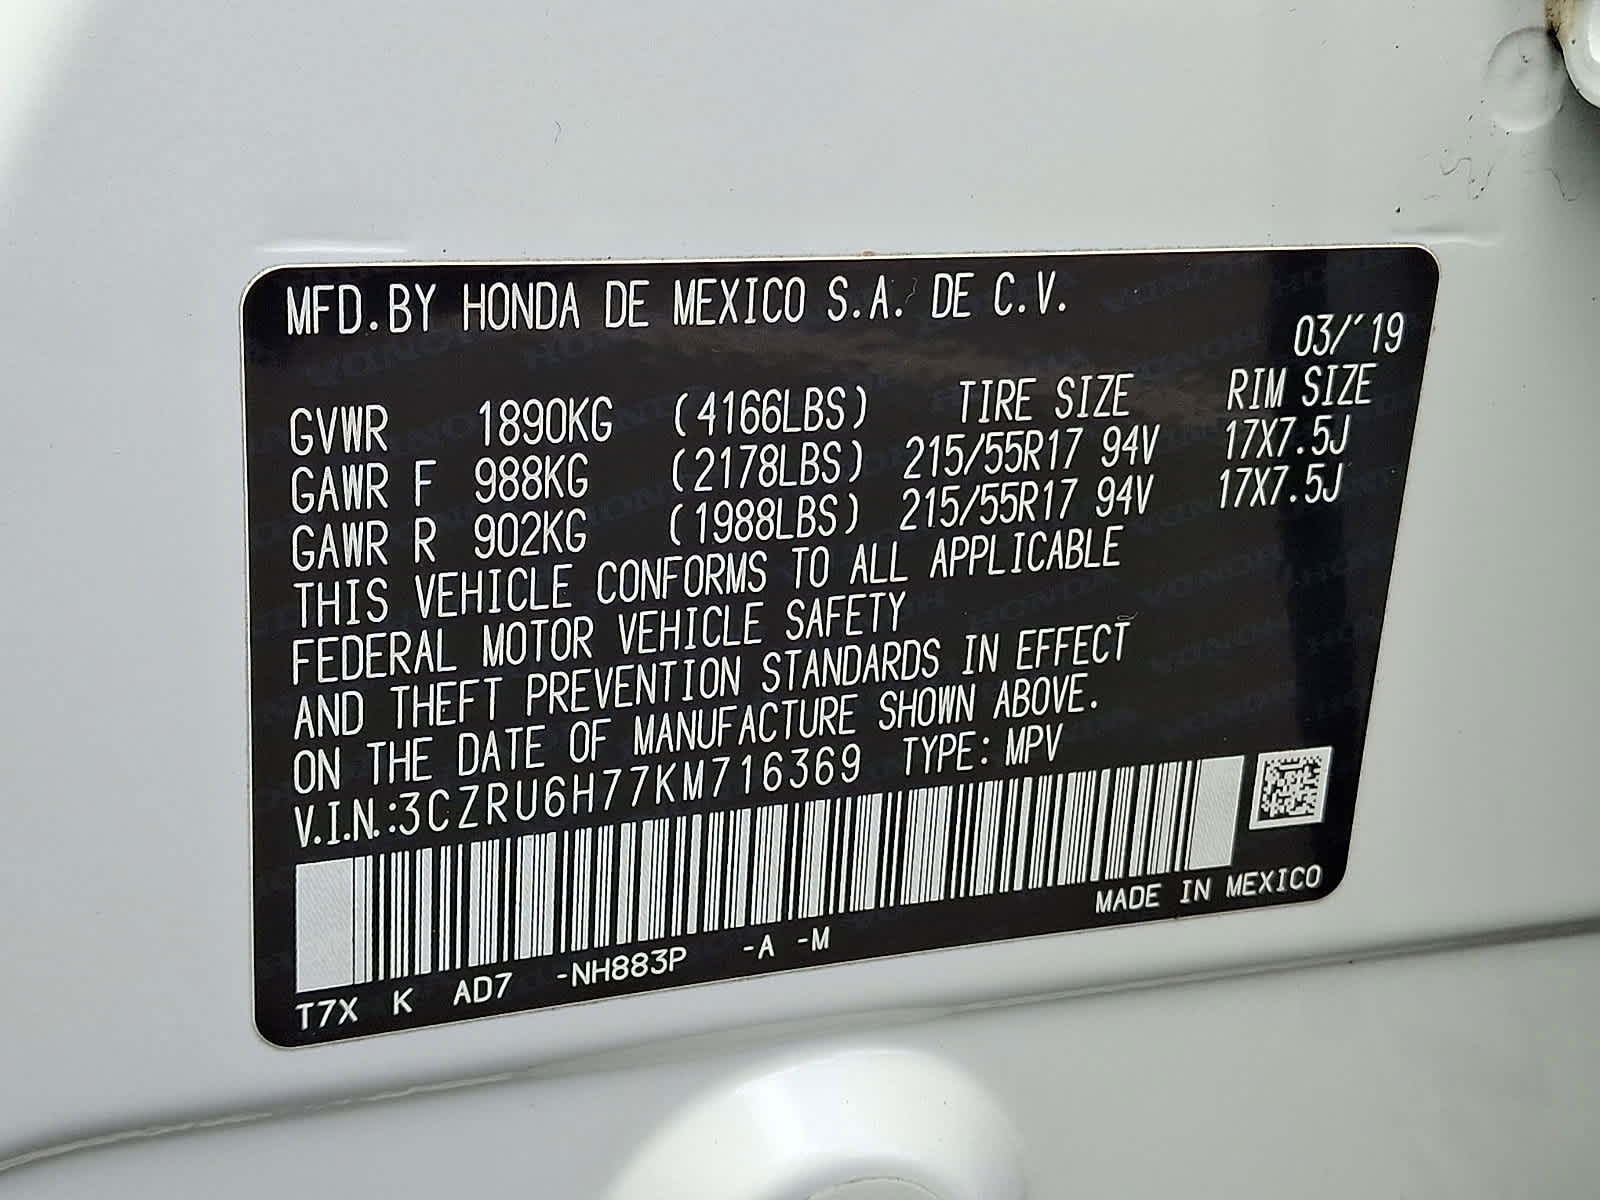 MFD.BY HONDA DE MEXICO S.A. DE C.V.
03/'19
GVWR 1890KG (4166LBS) TIRE SIZE RIM SIZE
GAWR F 988KG (2178LBS) 215/55R17 94V 17X7.5J
GAWR R 902KG (1988LBS) 215/55R17 94V 17X7.5J
THIS VEHICLE CONFORMS TO ALL APPLICABLE
FEDERAL MOTOR VEHICLE SAFETY
AND THEFT PREVENTION STANDARDS IN EFFECT
ON THE DATE OF MANUFACTURE SHOWN ABOVE.
V.I.N.:3CZRU6H77KM716369 TYPE: MPV
MADE IN MEXICO
T7X K AD7 -NH883P -A -M